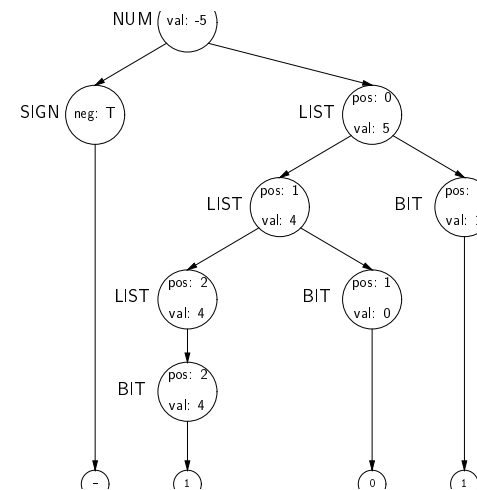 NUM val: -5
SIGN neg: T
LIST pos: 0
val: 5
LIST pos: 1
val: 4
BIT pos:
val:
LIST pos: 2
val: 4
BIT pos: 1
val: 0
BIT pos: 2
val: 4
- 1 0 1